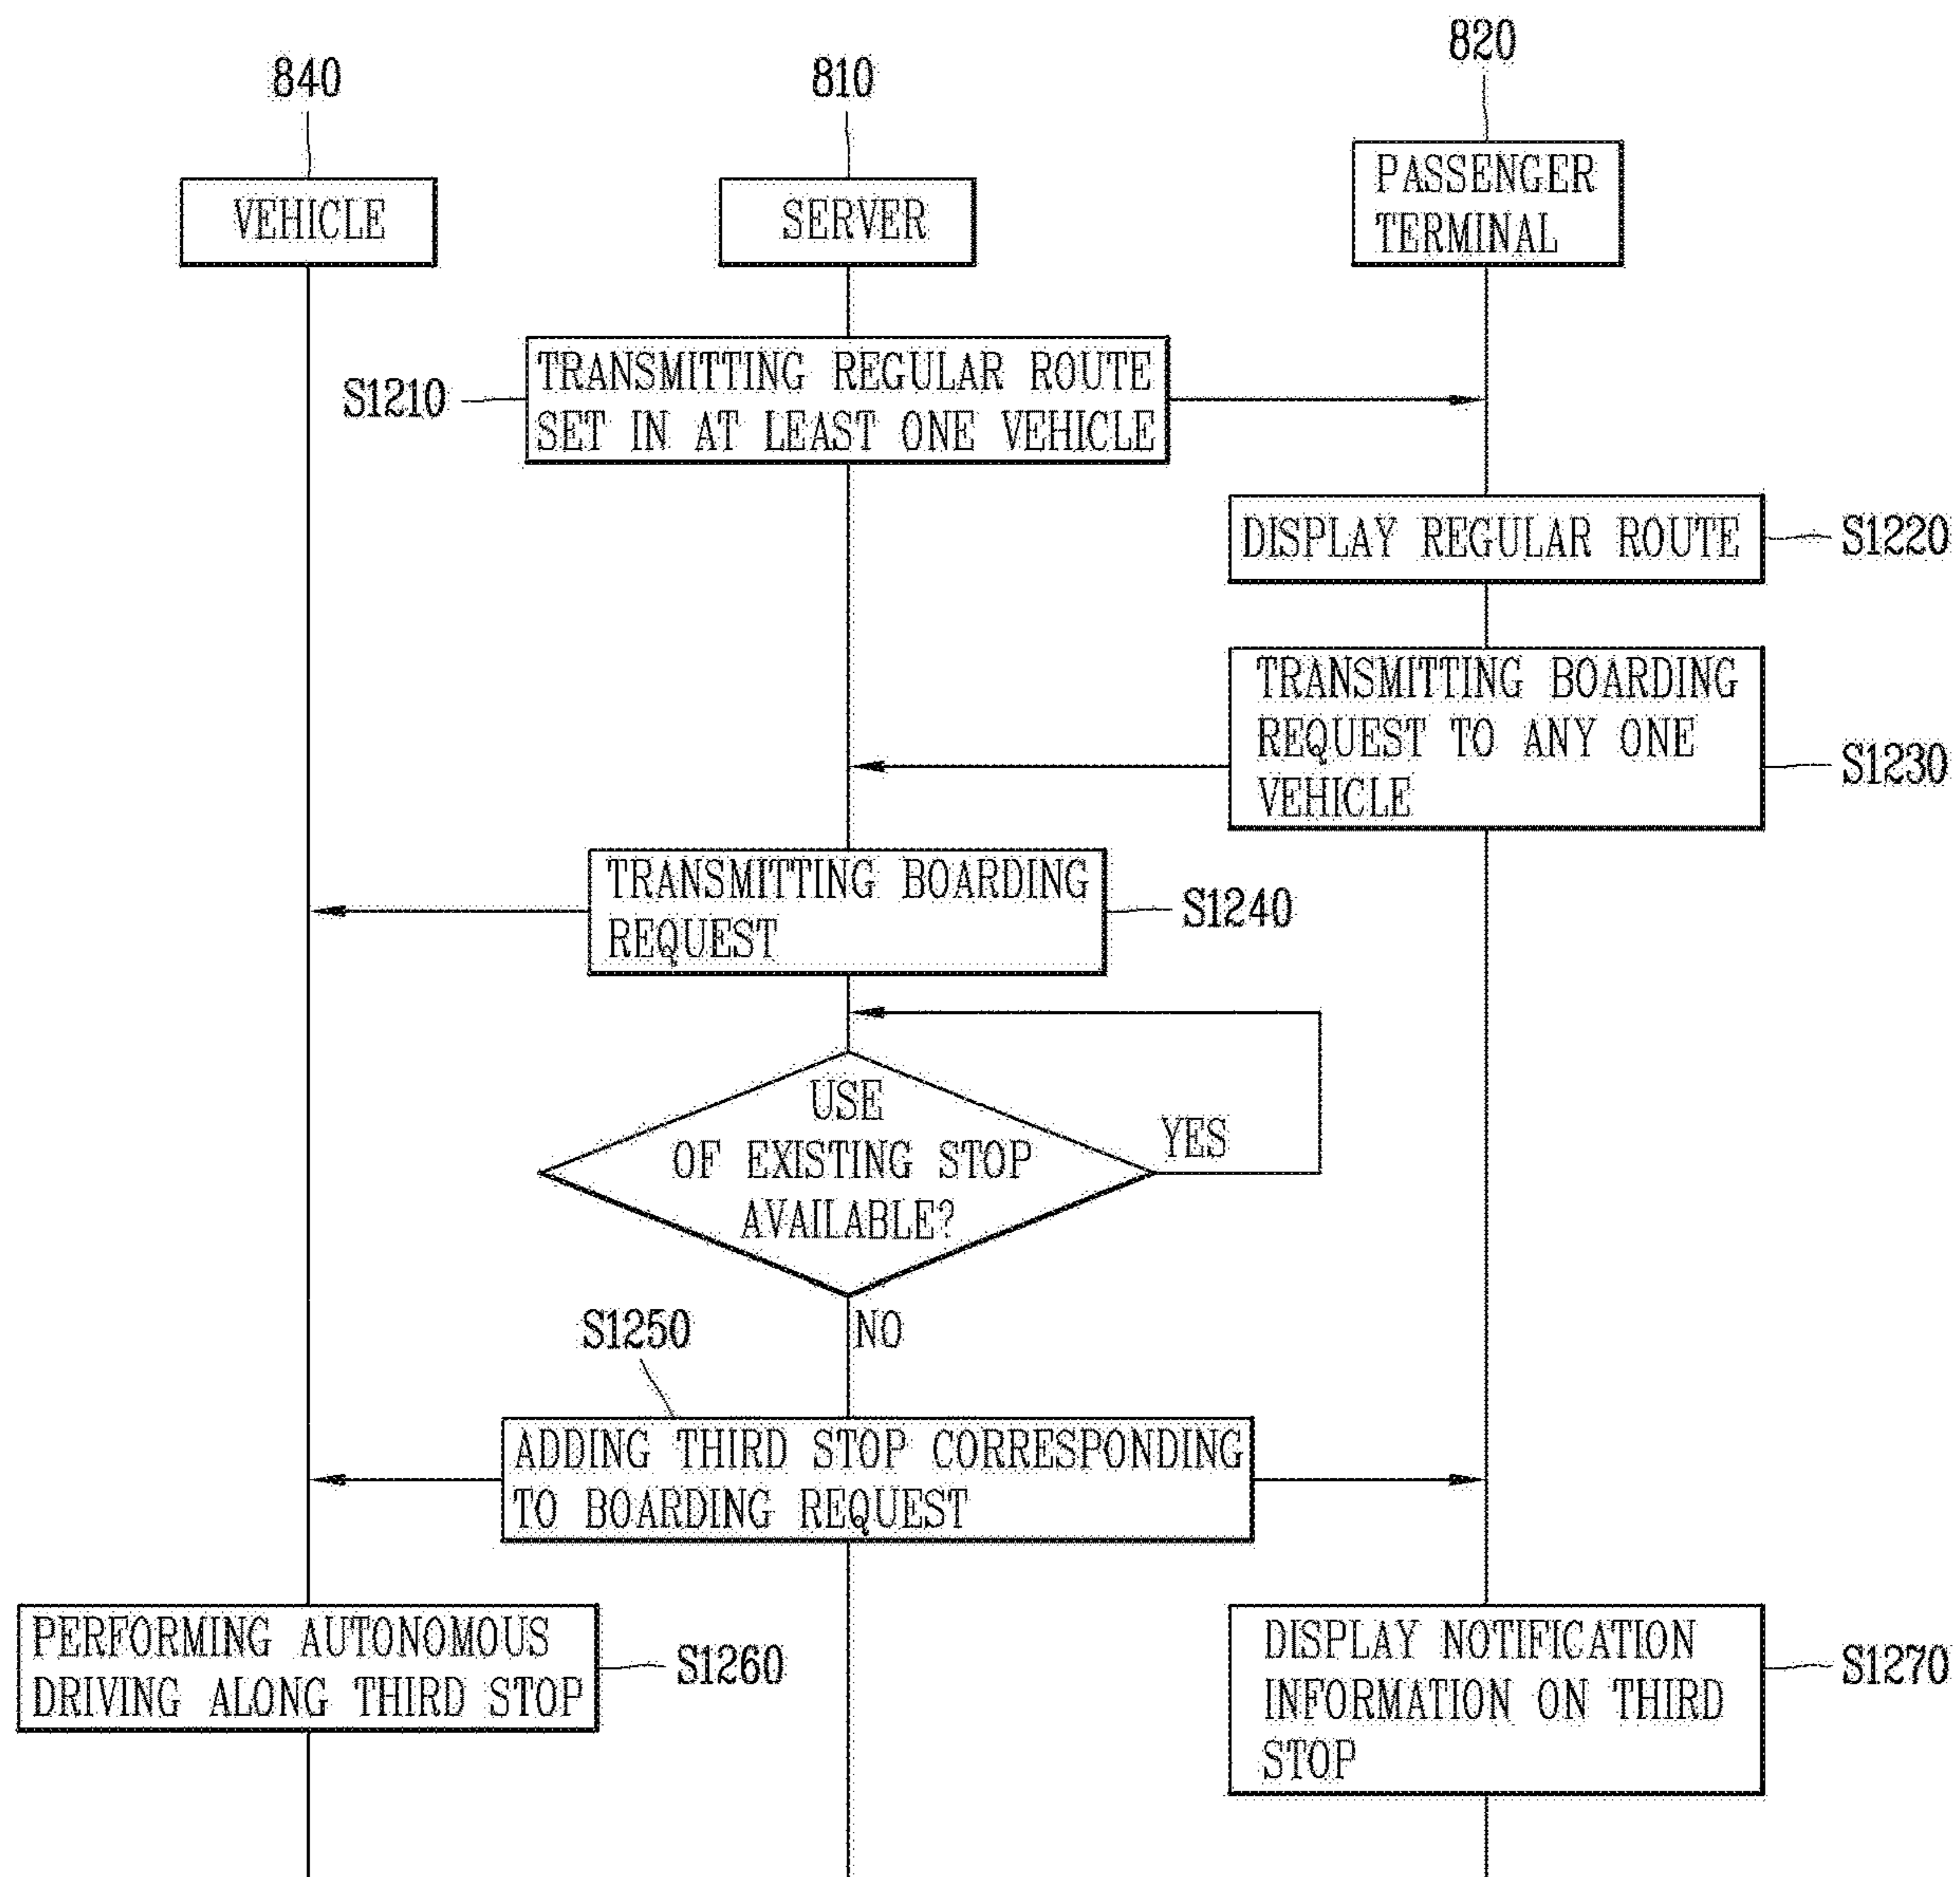 840
810
820
VEHICLE
SERVER
PASSENGER
TERMINAL
S1210
TRANSMITTING REGULAR ROUTE
SET IN AT LEAST ONE VEHICLE
DISPLAY REGULAR ROUTE
S1220
TRANSMITTING BOARDING
REQUEST TO ANY ONE
VEHICLE
S1230
TRANSMITTING BOARDING
REQUEST
S1240
USE
OF EXISTING STOP
AVAILABLE?
YES
NO
S1250
ADDING THIRD STOP CORRESPONDING
TO BOARDING REQUEST
PERFORMING AUTONOMOUS
DRIVING ALONG THIRD STOP
S1260
DISPLAY NOTIFICATION
INFORMATION ON THIRD
STOP
S1270